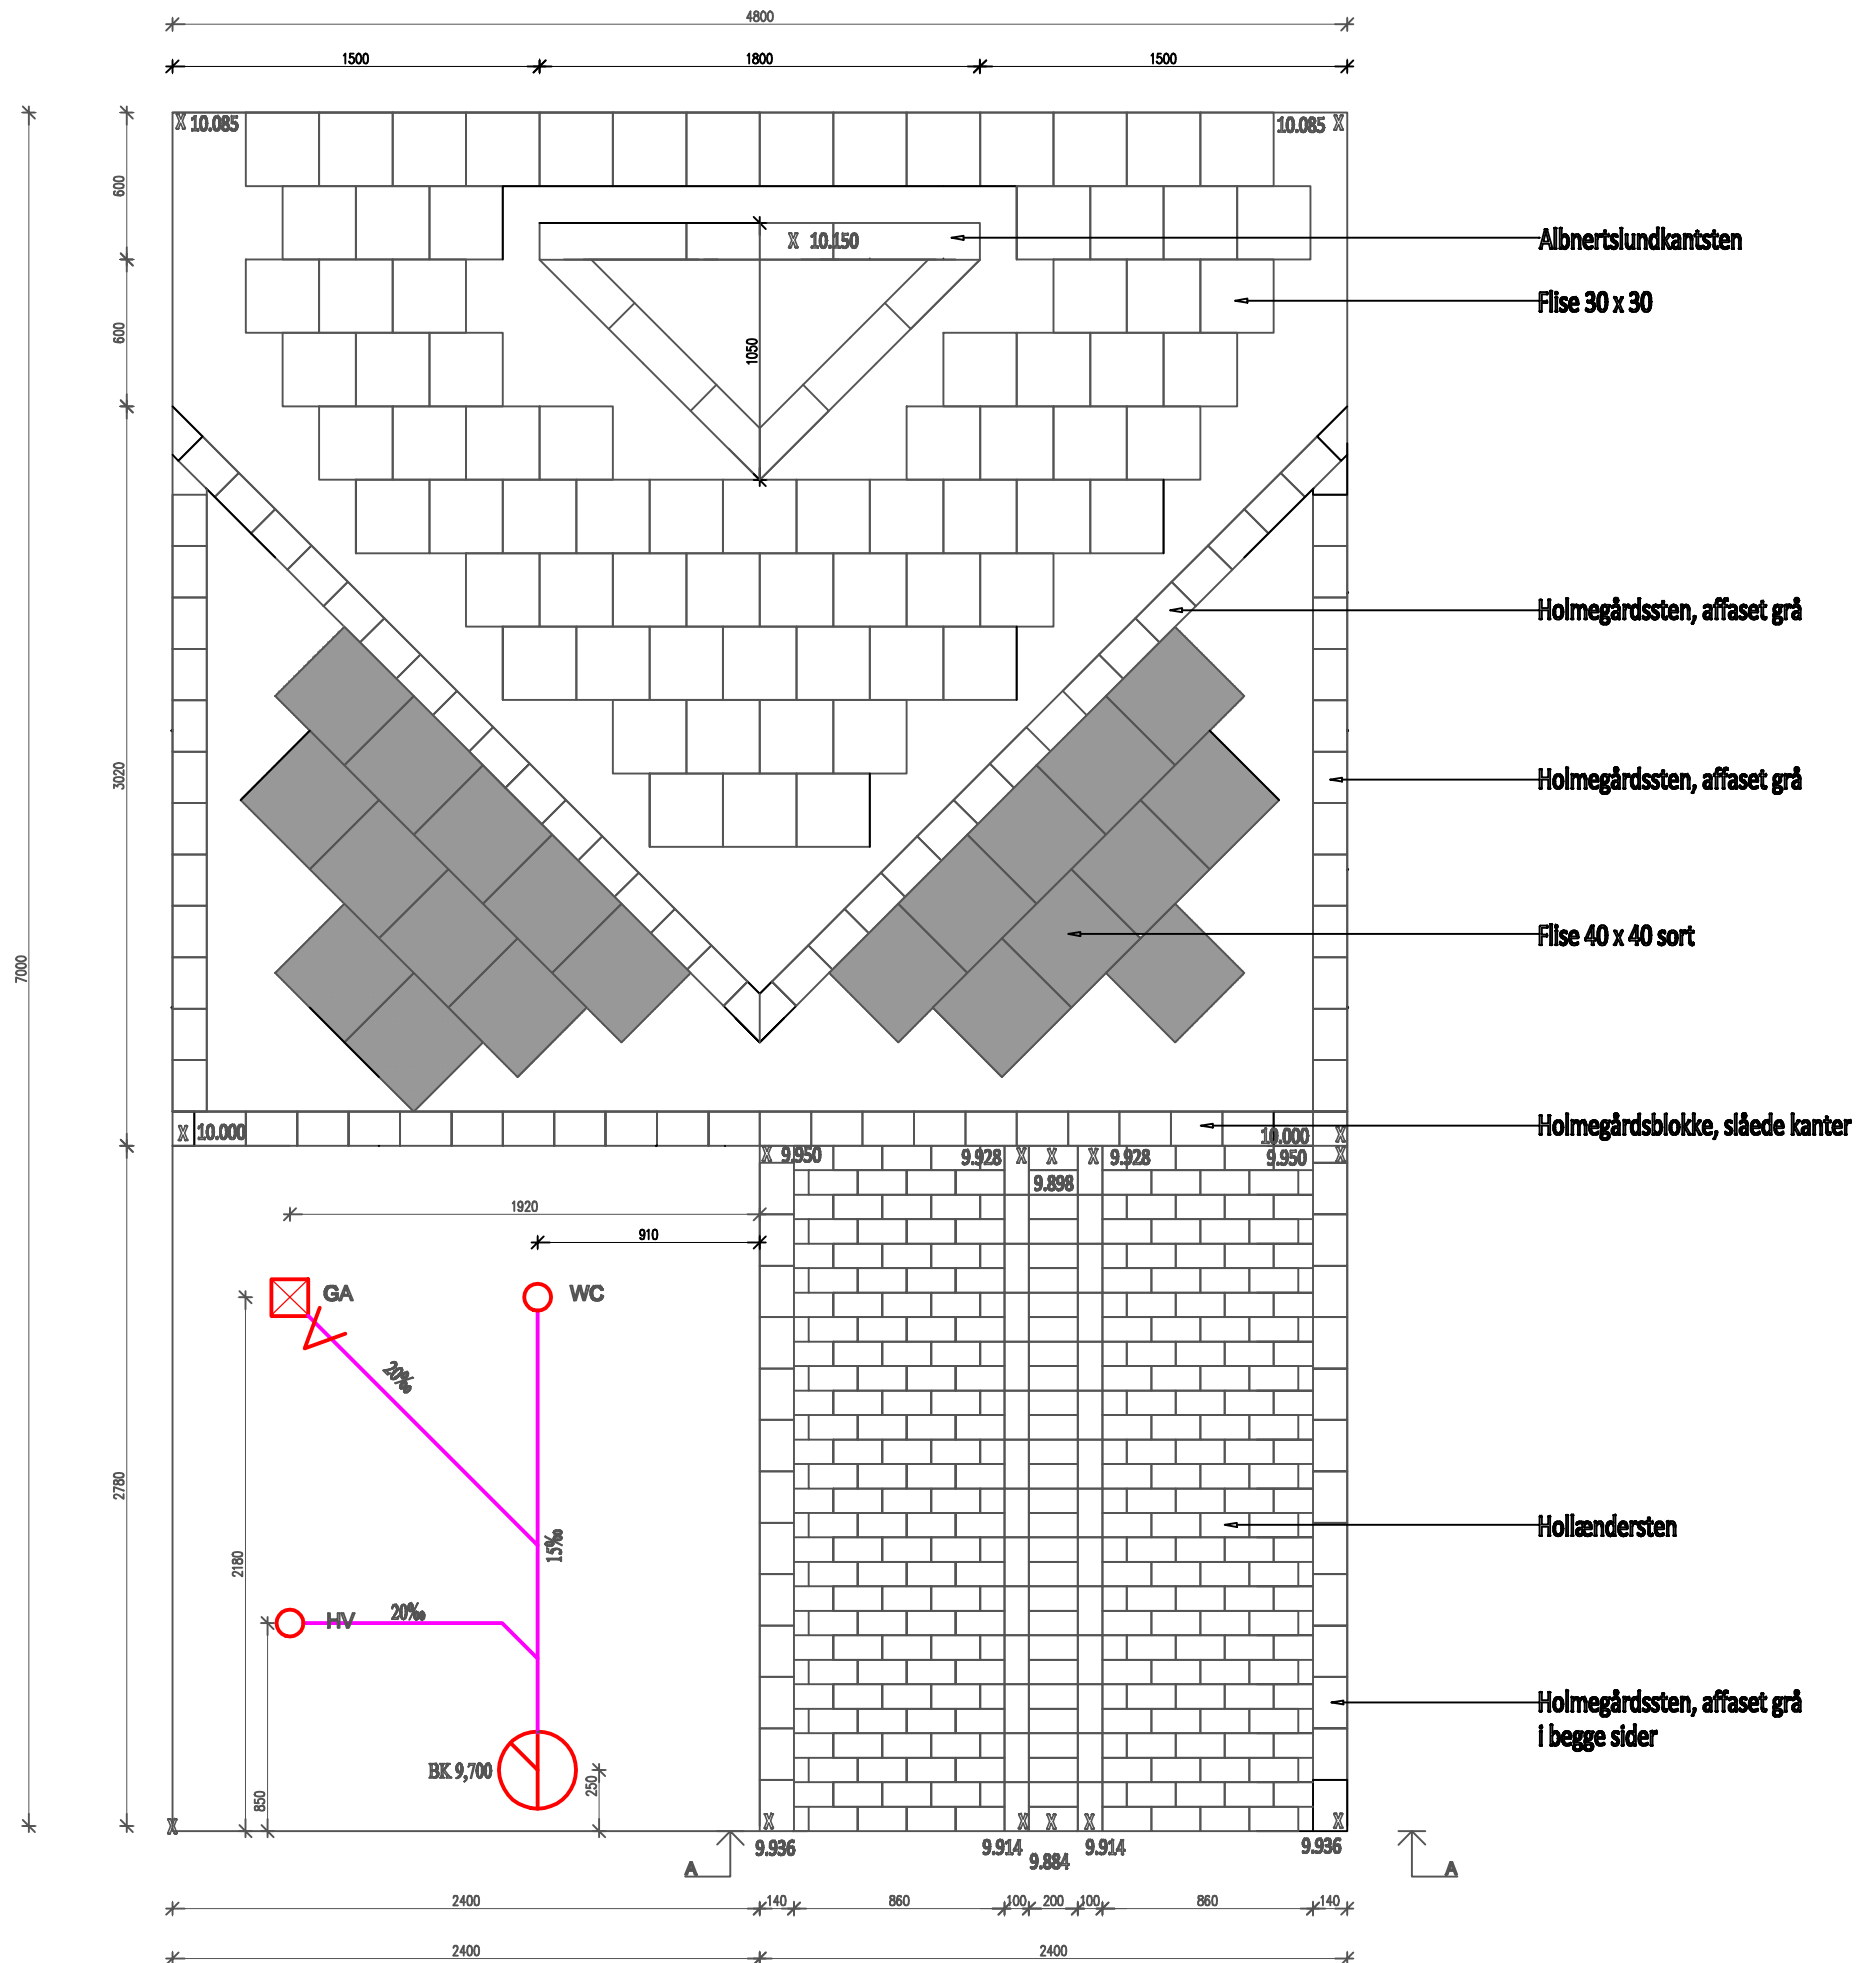 4800
1500 1800 1500
X 10.085 10.085 X
600
X 10.150
Albnertslundkantsten
Flise 30 x 30
600
1050
Holmegårdssten, affaset grå
3020
Holmegårdssten, affaset grå
Flise 40 x 40 sort
7000
X 10.000 10.000 X
Holmegårdsblokke, slåede kanter
X 9.950 9.928 X X X 9.928 9.950 X
9.898
1920
910
GA WC
20‰
2780
15‰
2180
HV 20‰
Hollændersten
850
BK 9,700
250
Holmegårdssten, affaset grå
i begge sider
X X X X X X
9.936 9.914 9.884 9.914 9.936
A A
2400 140 860 100 200 100 860 140
2400 2400